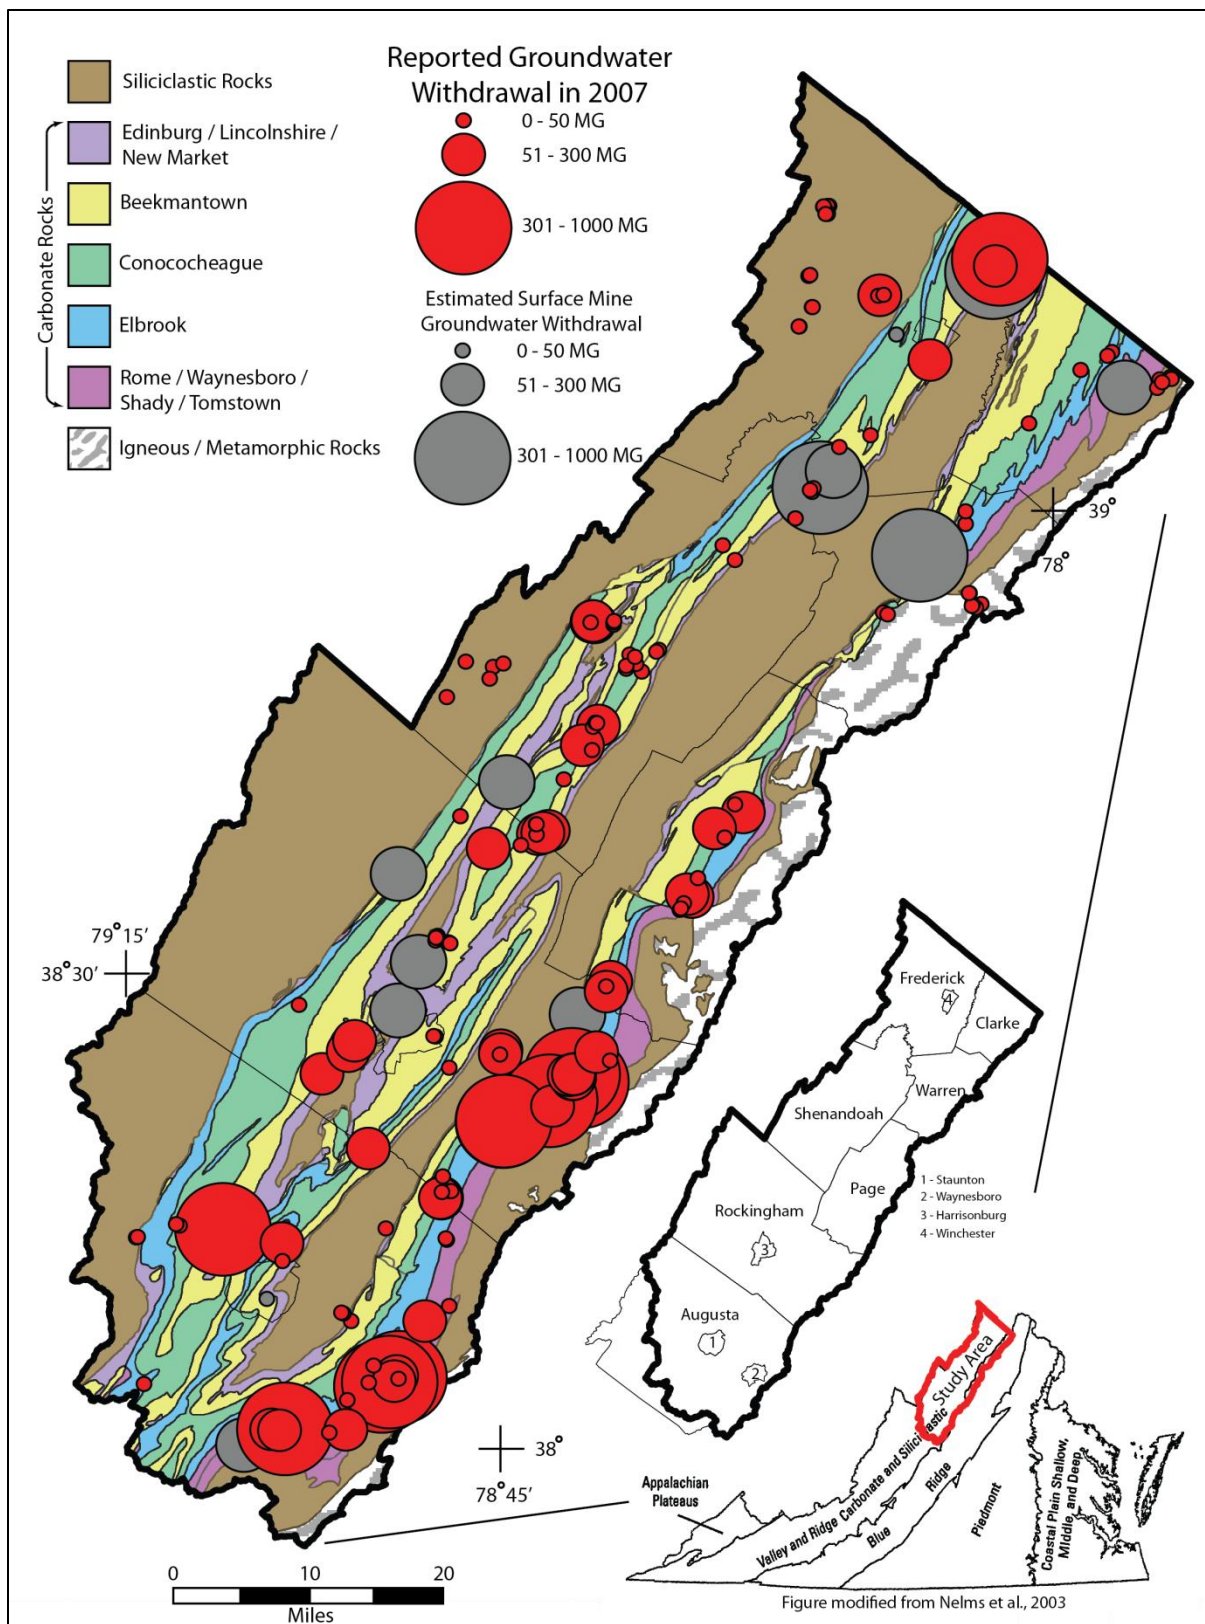 Siliciclastic Rocks
Carbonate Rocks
Edinburg / Lincolnshire /
New Market
Beekmantown
Conococheague
Elbrook
Rome / Waynesboro /
Shady / Tomstown
Igneous / Metamorphic Rocks
Reported Groundwater
Withdrawal in 2007
0 - 50 MG
51 - 300 MG
301 - 1000 MG
Estimated Surface Mine
Groundwater Withdrawal
0 - 50 MG
51 - 300 MG
301 - 1000 MG
39°
78°
79° 15′
38° 30′
38°
78° 45′
Frederick
4
Clarke
Warren
Shenandoah
Page
Rockingham
3
Augusta
1
2
1 - Staunton
2 - Waynesboro
3 - Harrisonburg
4 - Winchester
Study Area
Appalachian
Plateaus
Valley and Ridge Carbonate and Siliciclastic
Blue Ridge
Piedmont
Coastal Plain Shallow,
Middle, and Deep
0 10 20
Miles
Figure modified from Nelms et al., 2003